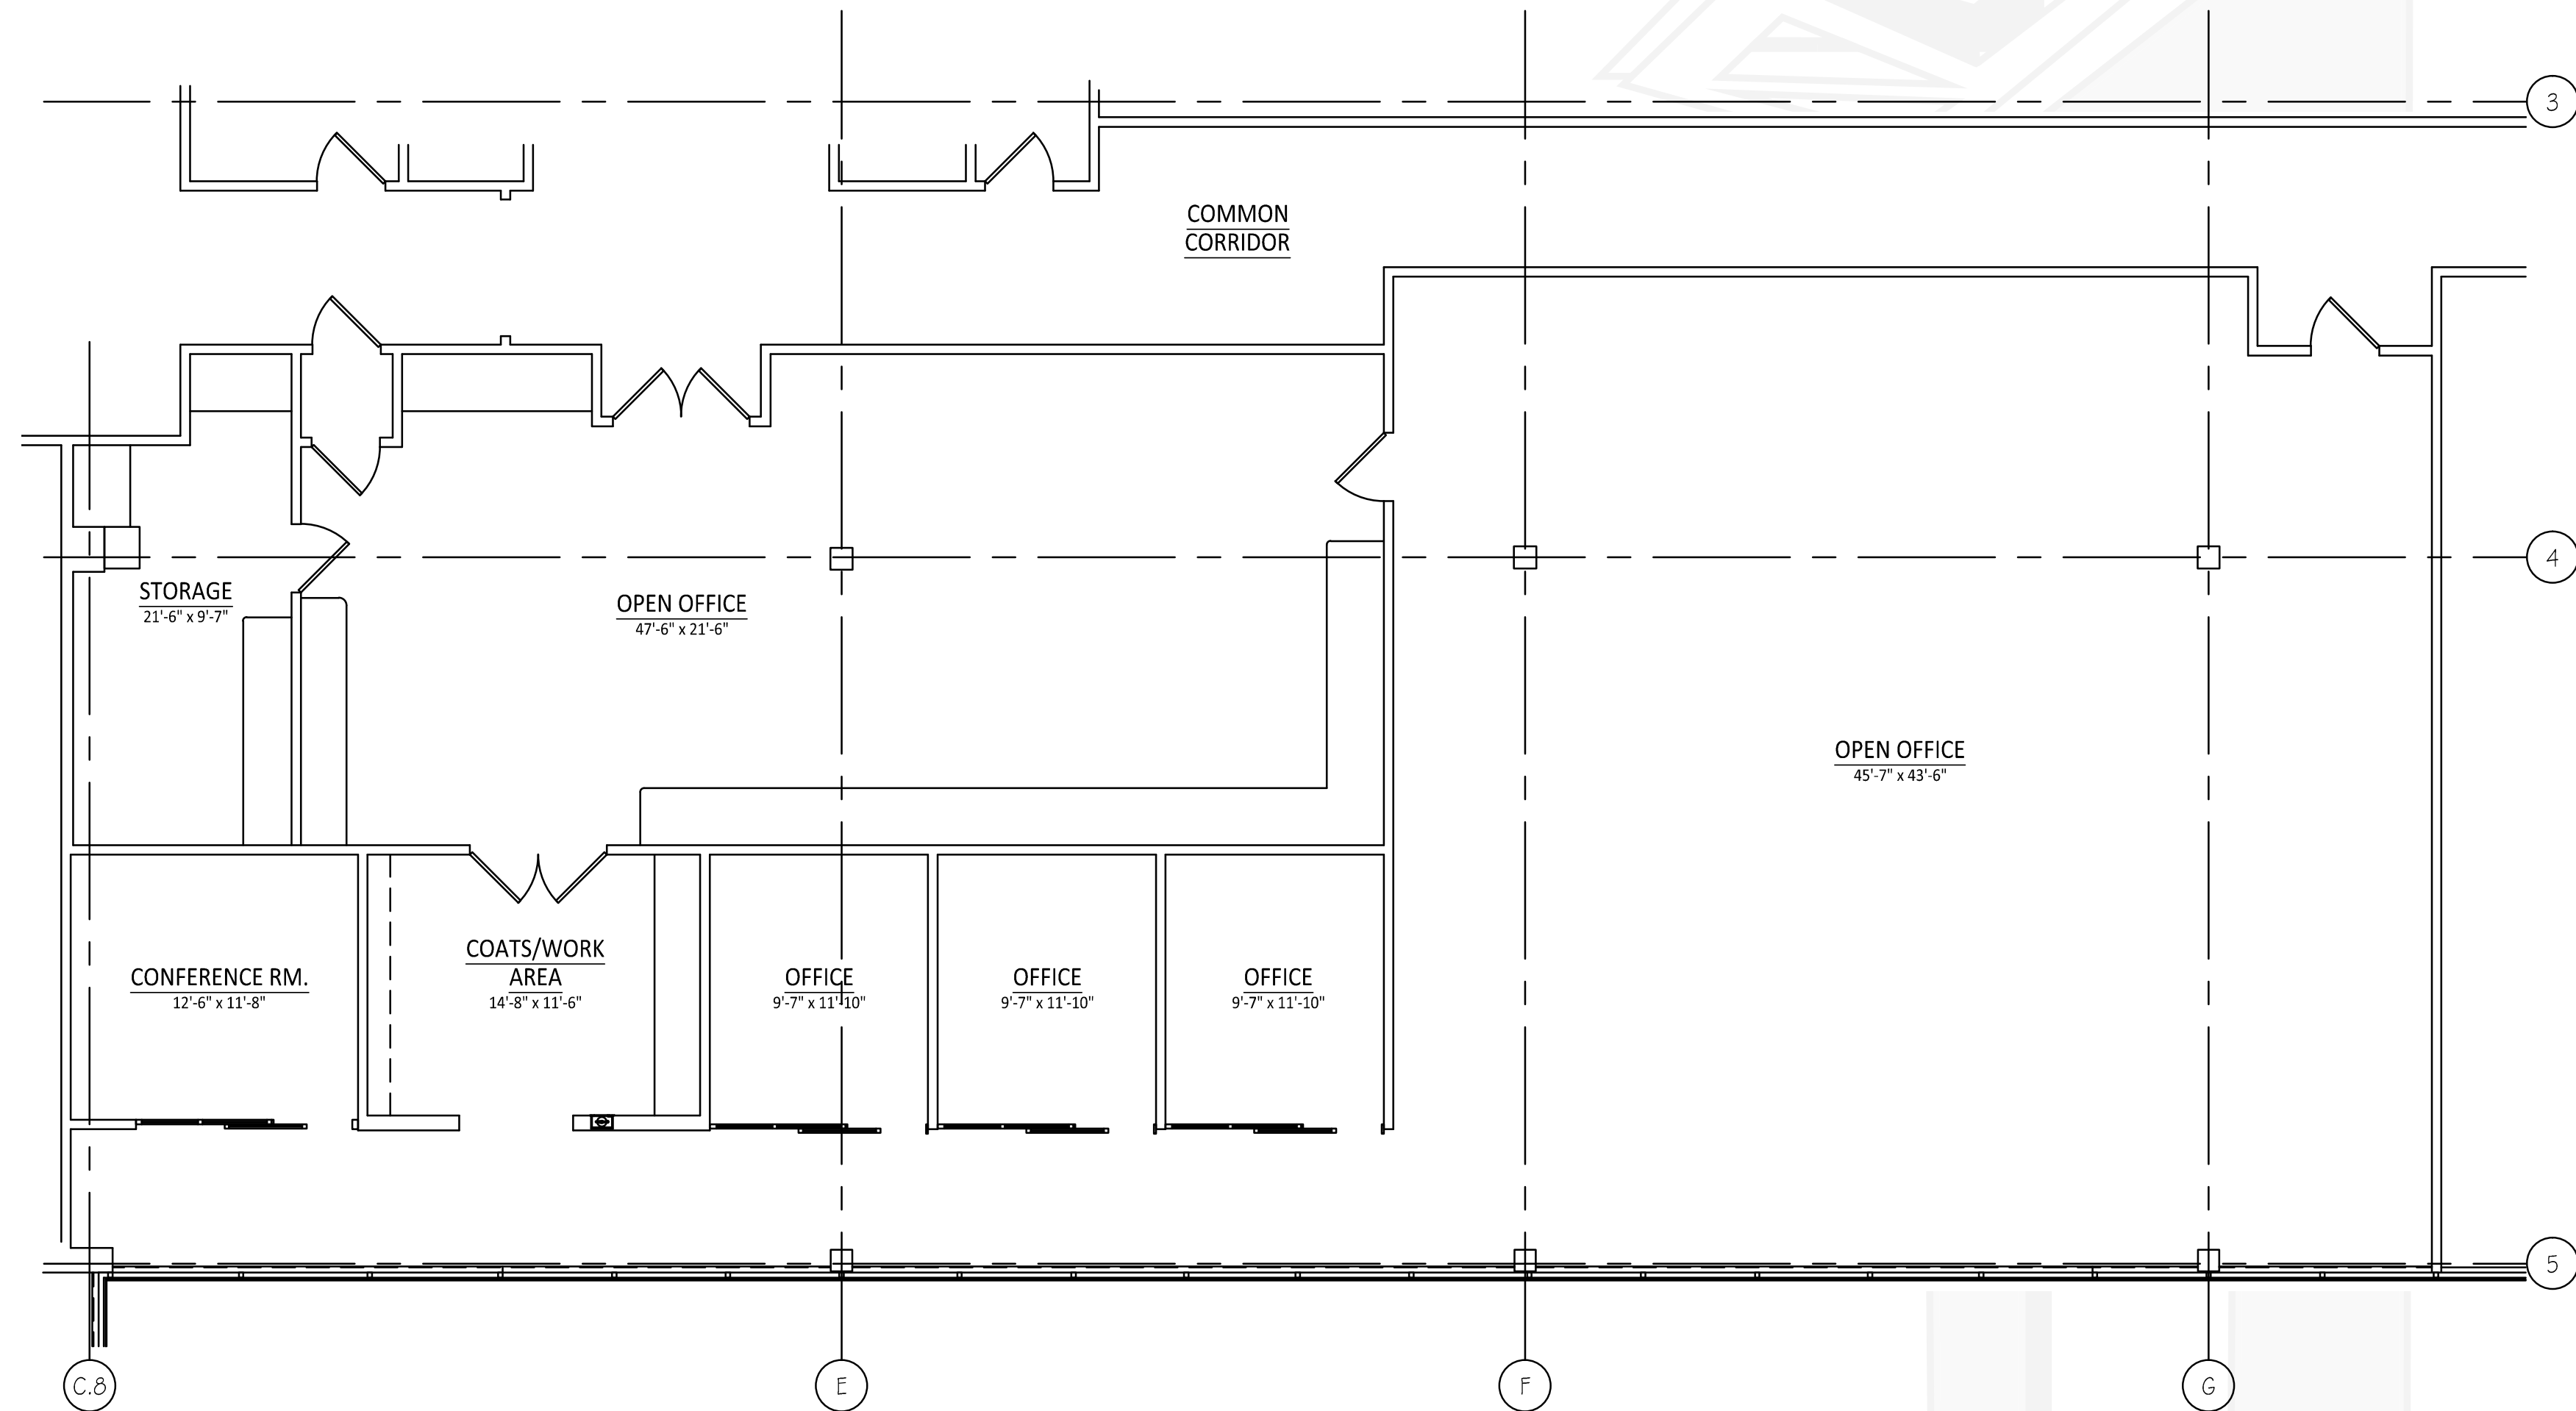 3
COMMON
CORRIDOR
4
STORAGE
21'-6" x 9'-7"
OPEN OFFICE
47'-6" x 21'-6"
OPEN OFFICE
45'-7" x 43'-6"
CONFERENCE RM.
12'-6" x 11'-8"
COATS/WORK
AREA
14'-8" x 11'-6"
OFFICE
9'-7" x 11'-10"
OFFICE
9'-7" x 11'-10"
OFFICE
9'-7" x 11'-10"
5
C.8
E
F
G